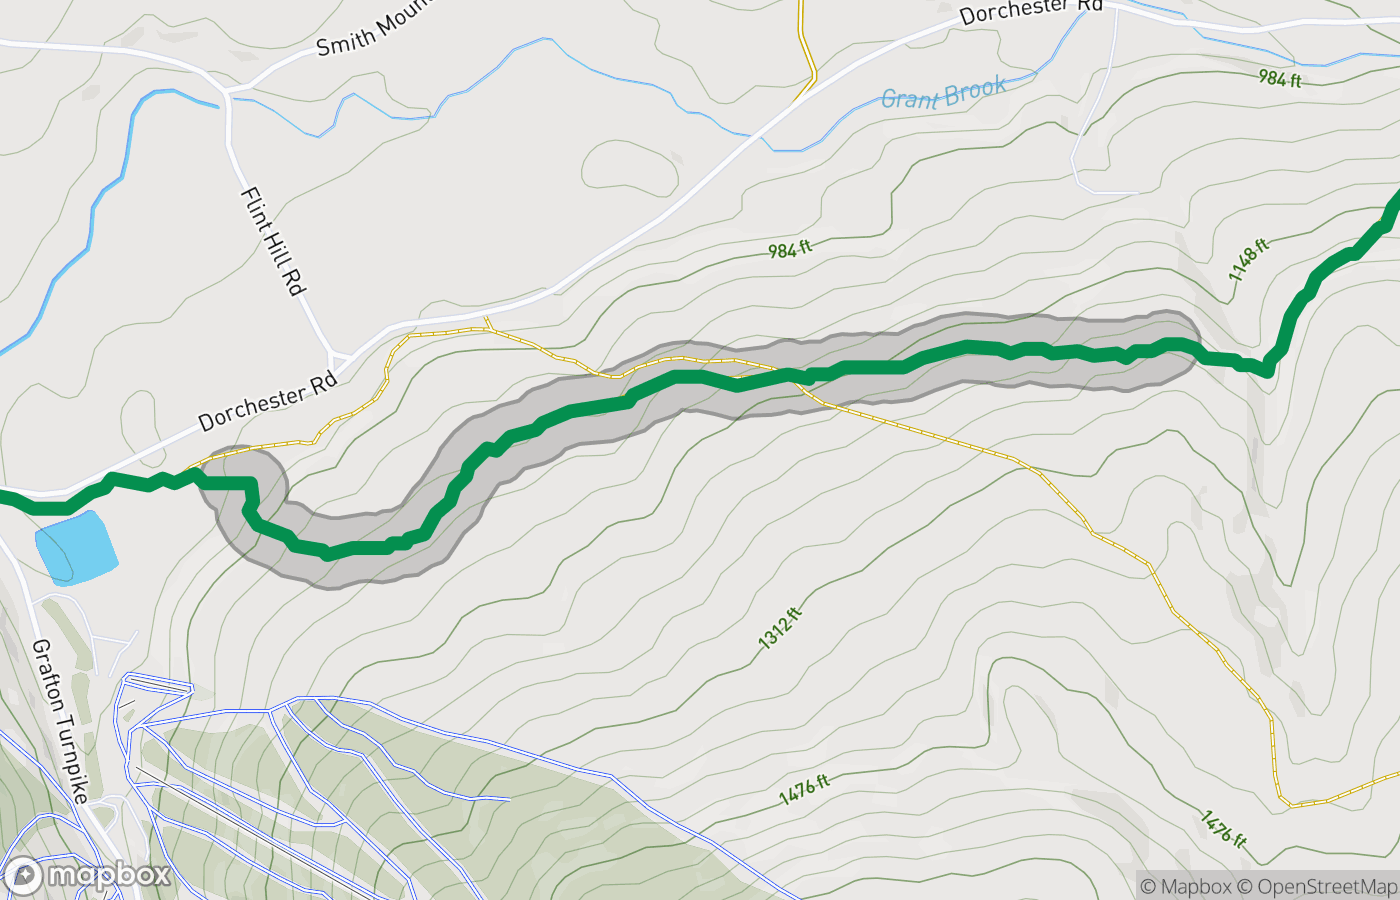 Dorchester Rd
Smith Moun
984 ft
Grant Brook
Flint Hill Rd
984 ft
1148 ft
Dorchester Rd
1312 ft
Grafton Turnpike
1476 ft
1476 ft
mapbox
© Mapbox © OpenStreetMap